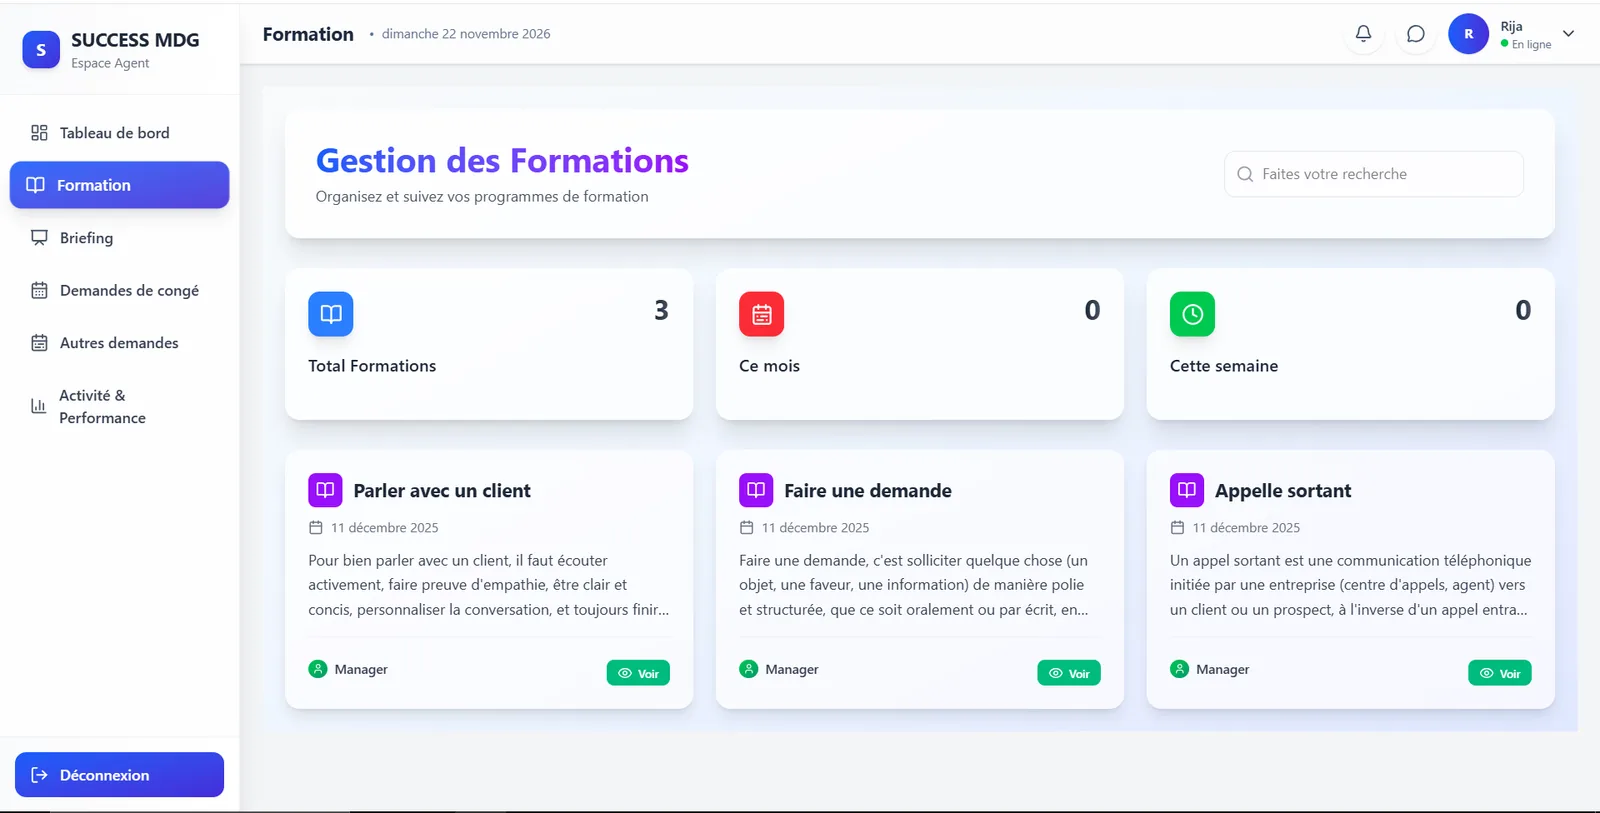 S
SUCCESS MDG
Espace Agent
Tableau de bord
Formation
Briefing
Demandes de congé
Autres demandes
Activité &
Performance
Déconnexion
Formation • dimanche 22 novembre 2026
R
Rija
En ligne
Gestion des Formations
Organisez et suivez vos programmes de formation
Faites votre recherche
3
Total Formations
0
Ce mois
0
Cette semaine
Parler avec un client
11 décembre 2025
Pour bien parler avec un client, il faut écouter
activement, faire preuve d'empathie, être clair et
concis, personnaliser la conversation, et toujours finir...
Manager
Voir
Faire une demande
11 décembre 2025
Faire une demande, c'est solliciter quelque chose (un
objet, une faveur, une information) de manière polie
et structurée, que ce soit oralement ou par écrit, en...
Manager
Voir
Appelle sortant
11 décembre 2025
Un appel sortant est une communication téléphonique
initiée par une entreprise (centre d'appels, agent) vers
un client ou un prospect, à l'inverse d'un appel entra...
Manager
Voir